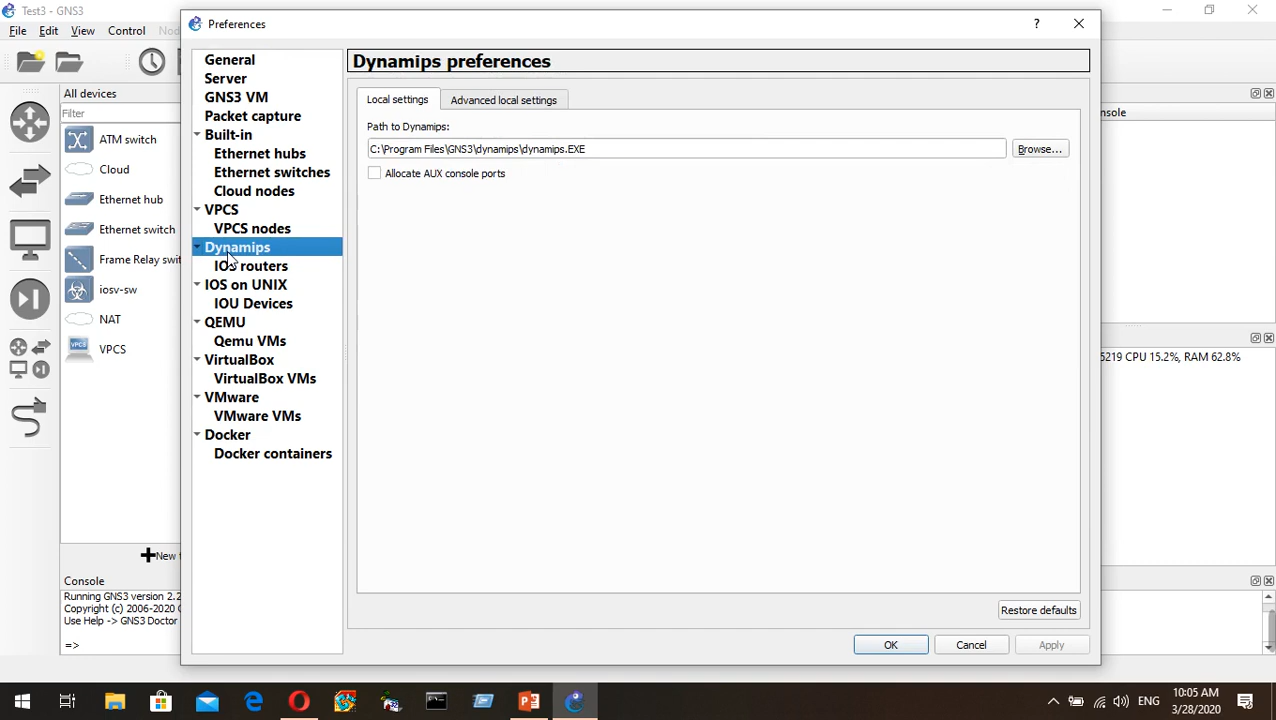 Test3 - GNS3
File Edit View Control
All devices
Filter
ATM switch
Cloud
Ethernet hub
Ethernet switch
Frame Relay swit
iosv-sw
NAT
VPCS
VPCS
New t
Console
Running GNS3 version 2.2
Copyright (c) 2006-2020
Use Help -> GNS3 Doctor
=>
Preferences
?
General
Server
GNS3 VM
Packet capture
Built-in
Ethernet hubs
Ethernet switches
Cloud nodes
VPCS
VPCS nodes
Dynamips
IOS routers
IOS on UNIX
IOU Devices
QEMU
Qemu VMs
VirtualBox
VirtualBox VMs
VMware
VMware VMs
Docker
Docker containers
Dynamips preferences
Local settings Advanced local settings
Path to Dynamips:
C:\Program Files\GNS3\dynamips\dynamips.EXE Browse...
Allocate AUX console ports
Restore defaults
OK Cancel Apply
nsole
5219 CPU 15.2%, RAM 62.8%
ENG
10:05 AM
3/28/2020